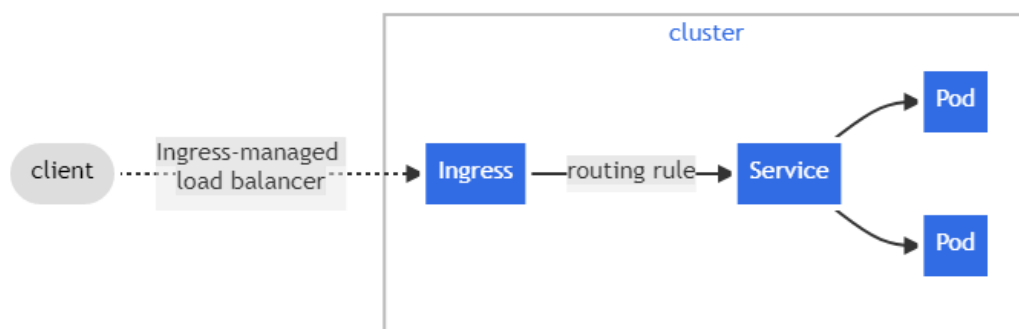 cluster
client
Ingress-managed
load balancer
Ingress
routing rule
Service
Pod
Pod